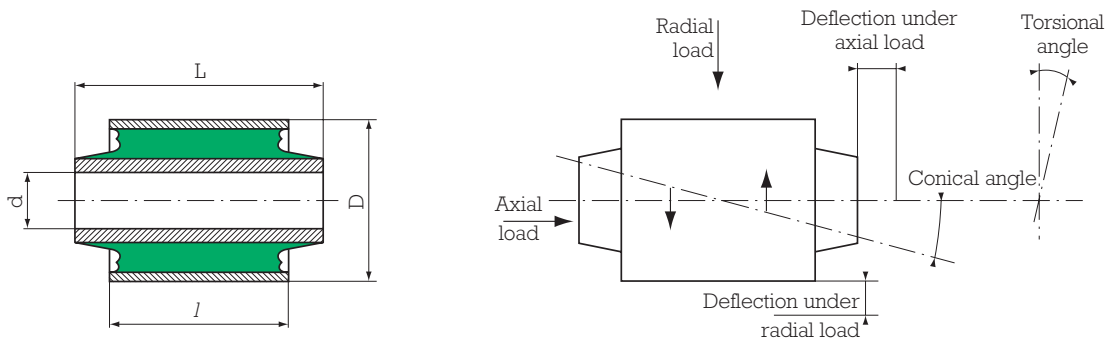 L
d
D
l
Radial
load
Deflection under
axial load
Torsional
angle
Conical angle
Axial
load
Deflection under
radial load